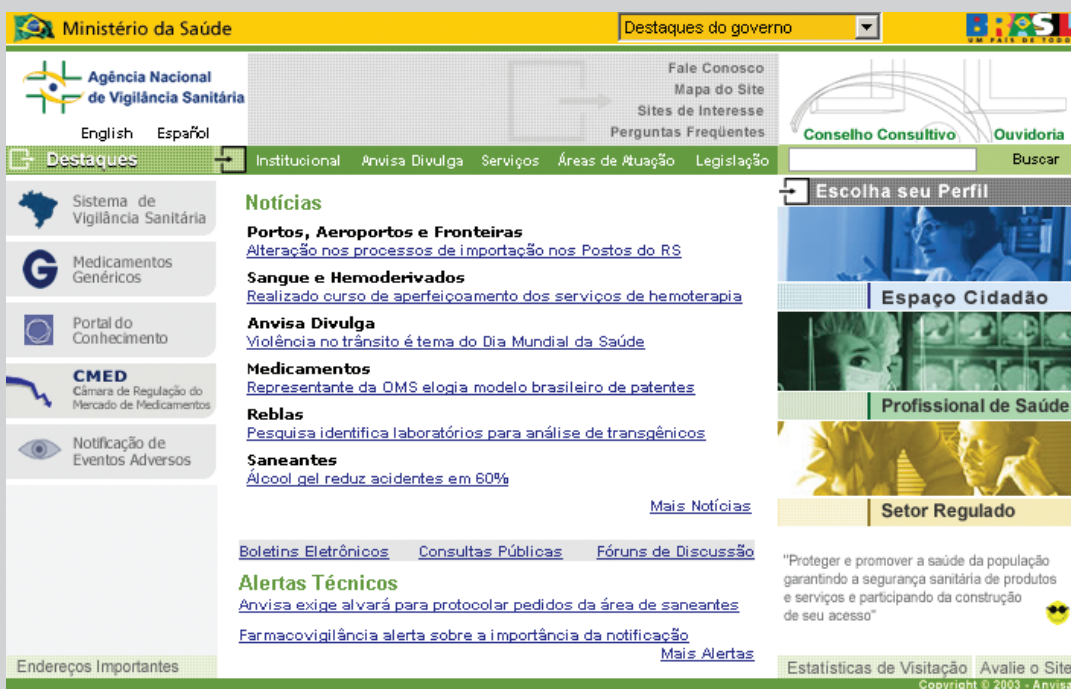 Ministério da Saúde
Destaques do governo
BRASIL
UM PAÍS DE TODO
Agência Nacional
de Vigilância Sanitária
English Español
Fale Conosco
Mapa do Site
Sites de Interesse
Perguntas Freqüentes
Conselho Consultivo
Ouvidoria
Destaques
Institucional Anvisa Divulga Serviços Áreas de Atuação Legislação
Buscar
Sistema de
Vigilância Sanitária
Medicamentos
Genéricos
Portal do
Conhecimento
CMED
Câmara de Regulação do
Mercado de Medicamentos
Notificação de
Eventos Adversos
Endereços Importantes
Notícias
Portos, Aeroportos e Fronteiras
Alteração nos processos de importação nos Postos do RS
Sangue e Hemoderivados
Realizado curso de aperfeiçoamento dos serviços de hemoterapia
Anvisa Divulga
Violência no trânsito é tema do Dia Mundial da Saúde
Medicamentos
Representante da OMS elogia modelo brasileiro de patentes
Reblas
Pesquisa identifica laboratórios para análise de transgênicos
Saneantes
Álcool gel reduz acidentes em 60%
Mais Notícias
Boletins Eletrônicos Consultas Públicas Fóruns de Discussão
Alertas Técnicos
Anvisa exige alvará para protocolar pedidos da área de saneantes
Farmacovigilância alerta sobre a importância da notificação
Mais Alertas
Escolha seu Perfil
Espaço Cidadão
Profissional de Saúde
Setor Regulado
"Proteger e promover a saúde da população
garantindo a segurança sanitária de produtos
e serviços e participando da construção
de seu acesso"
Estatísticas de Visitação Avalie o Site
Copyright © 2003 - Anvisa